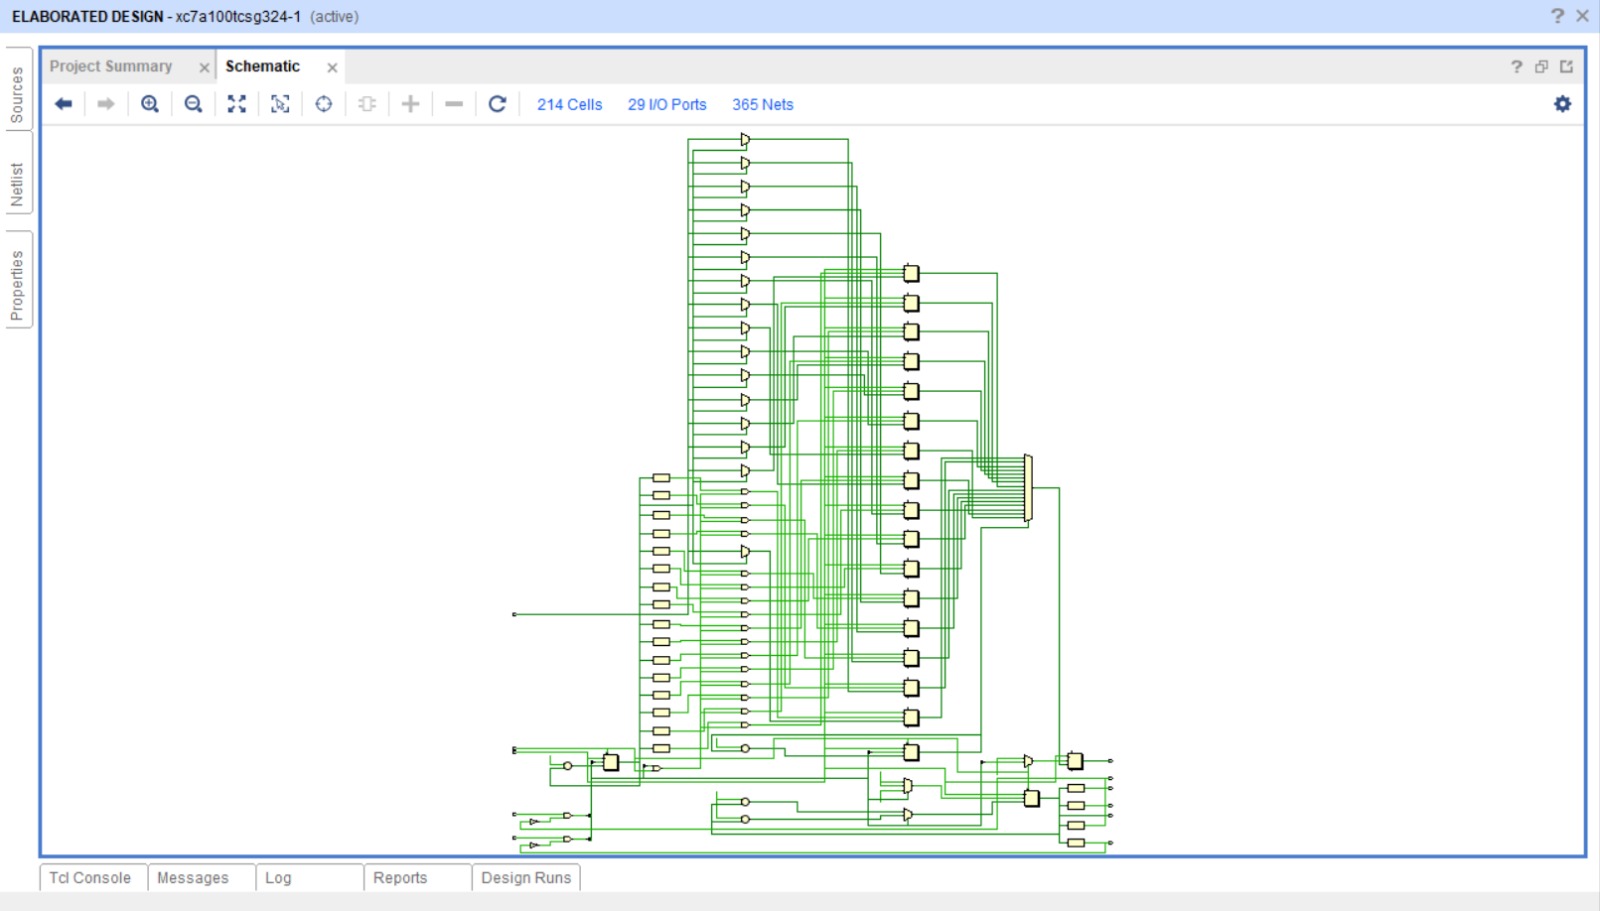 ELABORATED DESIGN - xc7a100tcsg324-1 (active)
Sources
Netlist
Properties
Project Summary
Schematic
214 Cells
29 I/O Ports
365 Nets
Tcl Console
Messages
Log
Reports
Design Runs